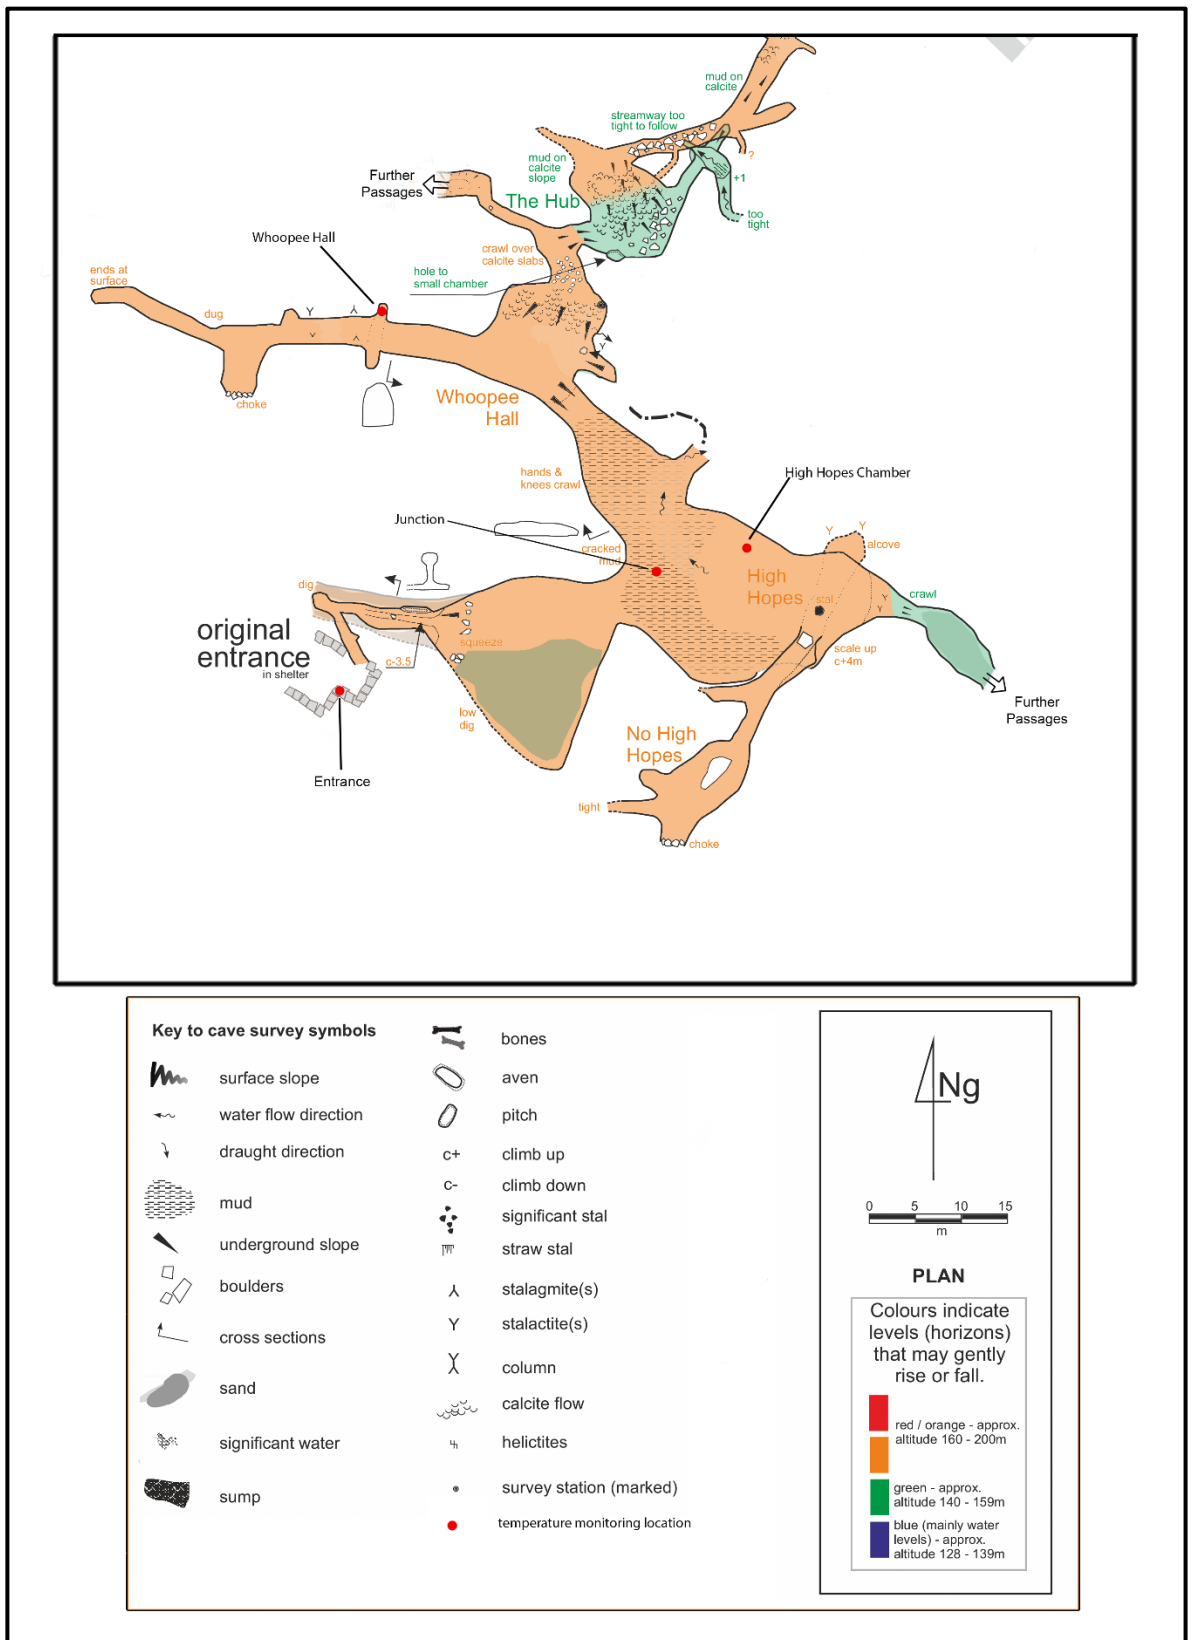 mud on
calcite
streamway too
tight to follow
mud on
calcite
slope
?
+1
Further
Passages
The Hub
too
tight
Whoopee Hall
crawl over
calcite slabs
ends at
surface
hole to
small chamber
dug
Y
Y
choke
Whoopee
Hall
hands &
knees crawl
High Hopes Chamber
Junction
Y
Y
alcove
cracked
mud
High
Hopes
dig
stal
Y
Y
crawl
original
entrance
in shelter
squeeze
c-3.5
scale up
c+4m
Further
Passages
low
dig
No High
Hopes
Entrance
tight
choke
Key to cave survey symbols
surface slope
water flow direction
draught direction
mud
underground slope
boulders
cross sections
sand
significant water
sump
bones
aven
pitch
c+ climb up
c- climb down
significant stal
straw stal
stalagmite(s)
Y stalactite(s)
column
calcite flow
helictites
survey station (marked)
temperature monitoring location
Ng
0 5 10 15
m
PLAN
Colours indicate
levels (horizons)
that may gently
rise or fall.
red / orange - approx.
altitude 160 - 200m
green - approx.
altitude 140 - 159m
blue (mainly water
levels) - approx.
altitude 128 - 139m